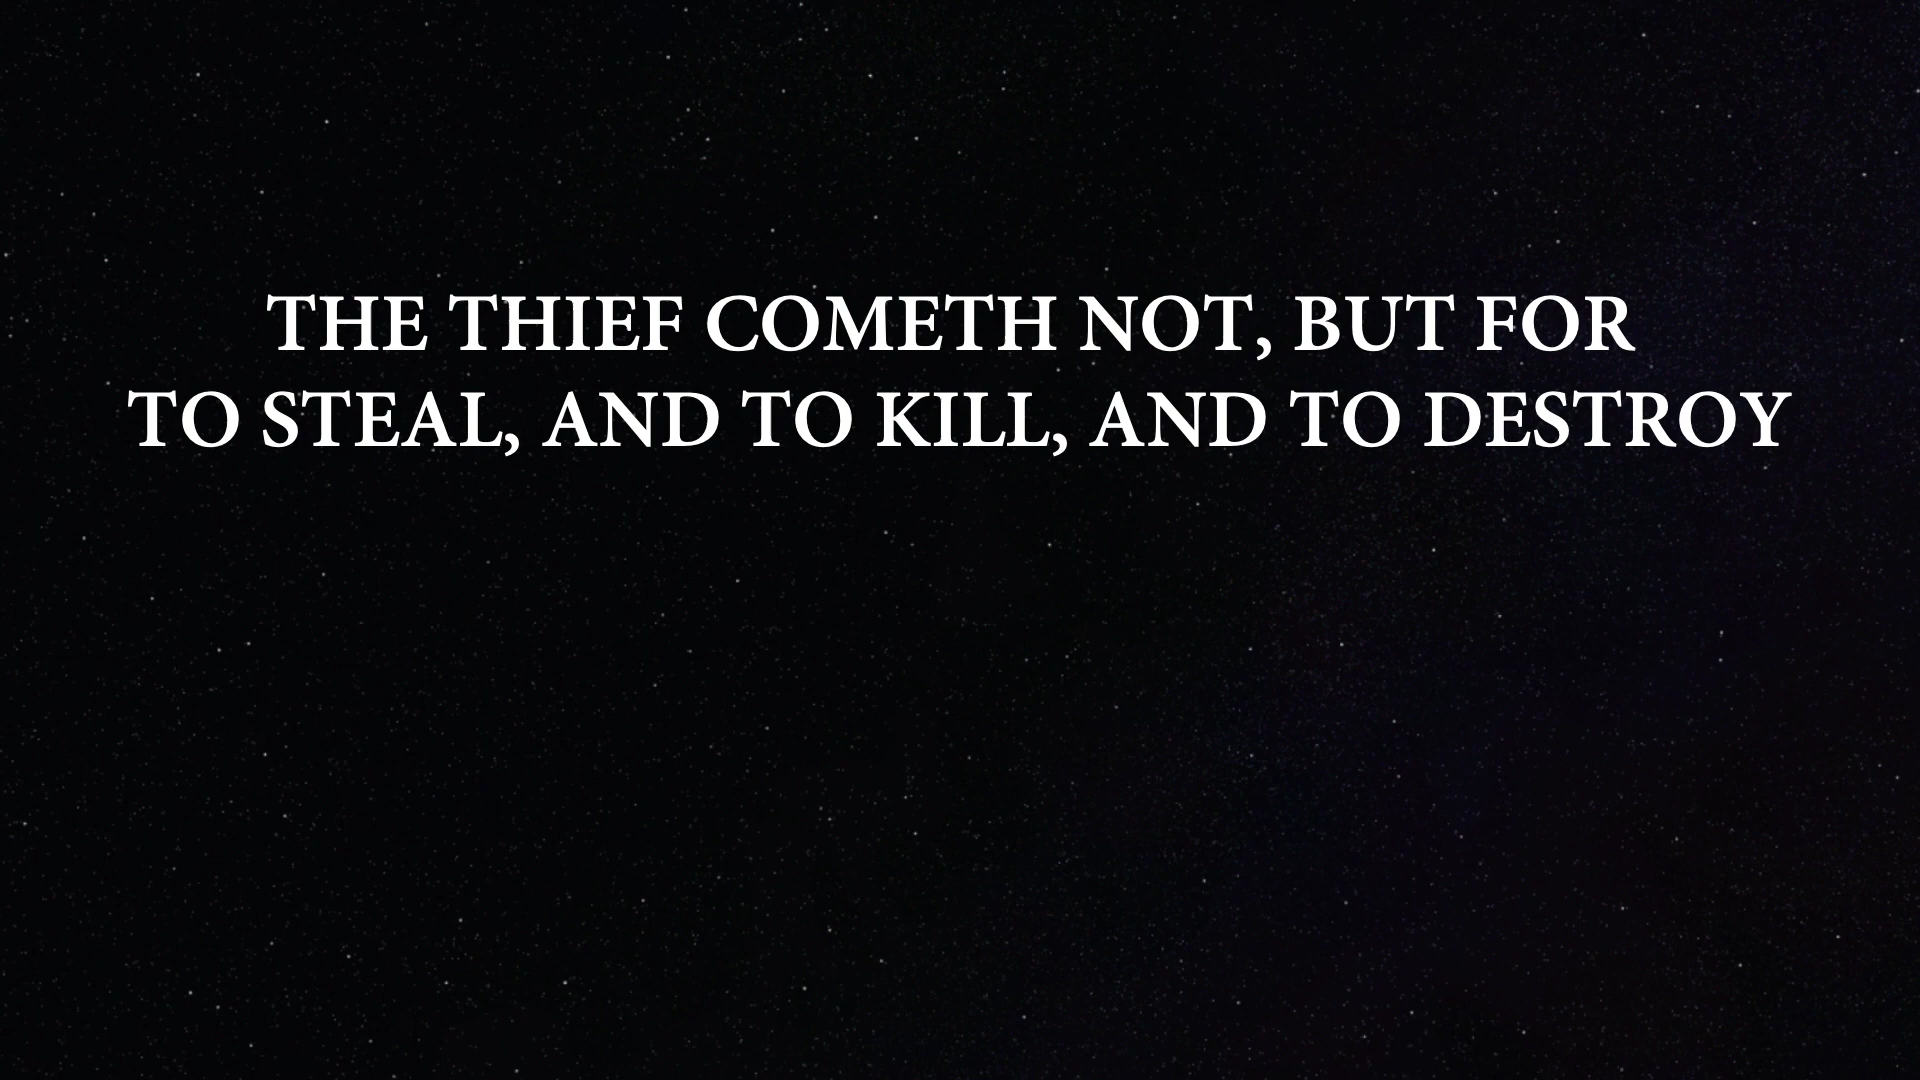 THE THIEF COMETH NOT, BUT FOR
TO STEAL, AND TO KILL, AND TO DESTROY